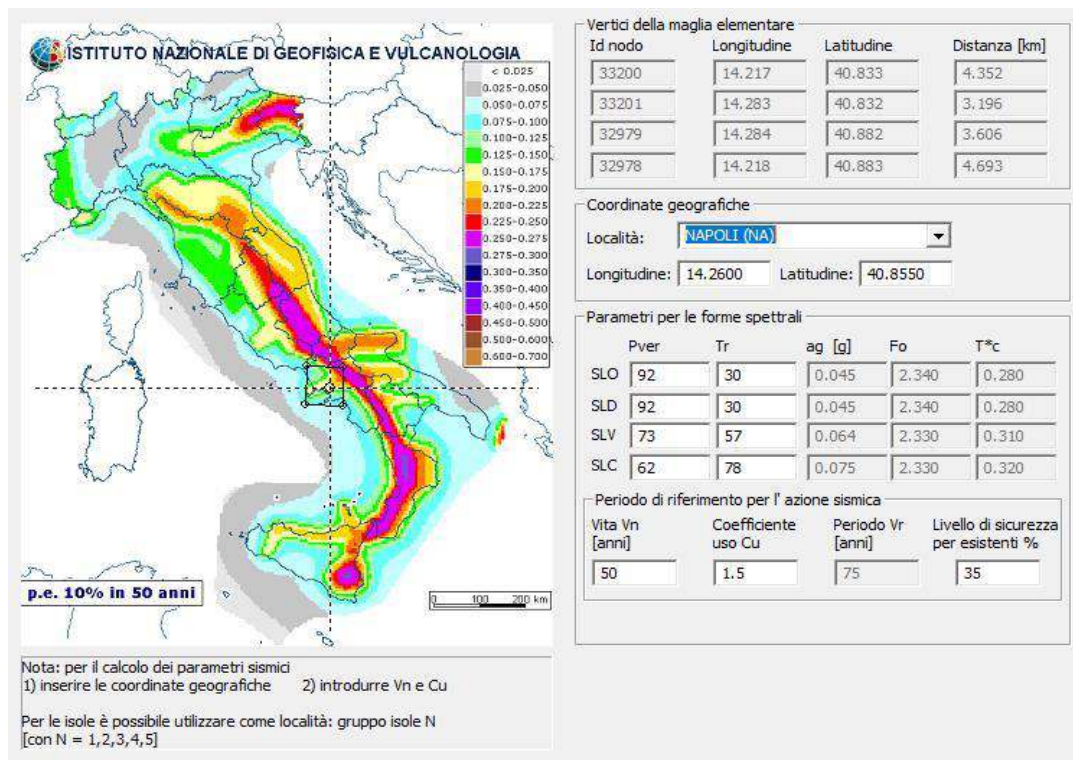 ISTITUTO NAZIONALE DI GEOFISICA E VULCANOLOGIA
< 0.025
0.025-0.050
0.050-0.075
0.075-0.100
0.100-0.125
0.125-0.150
0.150-0.175
0.175-0.200
0.200-0.225
0.225-0.250
0.250-0.275
0.275-0.300
0.300-0.350
0.350-0.400
0.400-0.450
0.450-0.500
0.500-0.600
0.600-0.700
p.e. 10% in 50 anni
0 100 200 km
Nota: per il calcolo dei parametri sismici
1) inserire le coordinate geografiche 2) introdurre Vn e Cu
Per le isole è possibile utilizzare come località: gruppo isole N
[con N = 1,2,3,4,5]
Vertici della maglia elementare
Id nodo Longitudine Latitudine Distanza [km]
33200 14.217 40.833 4.352
33201 14.283 40.832 3.196
32979 14.284 40.882 3.606
32978 14.218 40.883 4.693
Coordinate geografiche
Località: NAPOLI (NA)
Longitudine: 14.2600 Latitudine: 40.8550
Parametri per le forme spettrali
Pver Tr ag [g] Fo T*c
SLO 92 30 0.045 2.340 0.280
SLD 92 30 0.045 2.340 0.280
SLV 73 57 0.064 2.330 0.310
SLC 62 78 0.075 2.330 0.320
Periodo di riferimento per l' azione sismica
Vita Vn Coefficiente Periodo Vr Livello di sicurezza
[anni] uso Cu [anni] per esistenti %
50 1.5 75 35